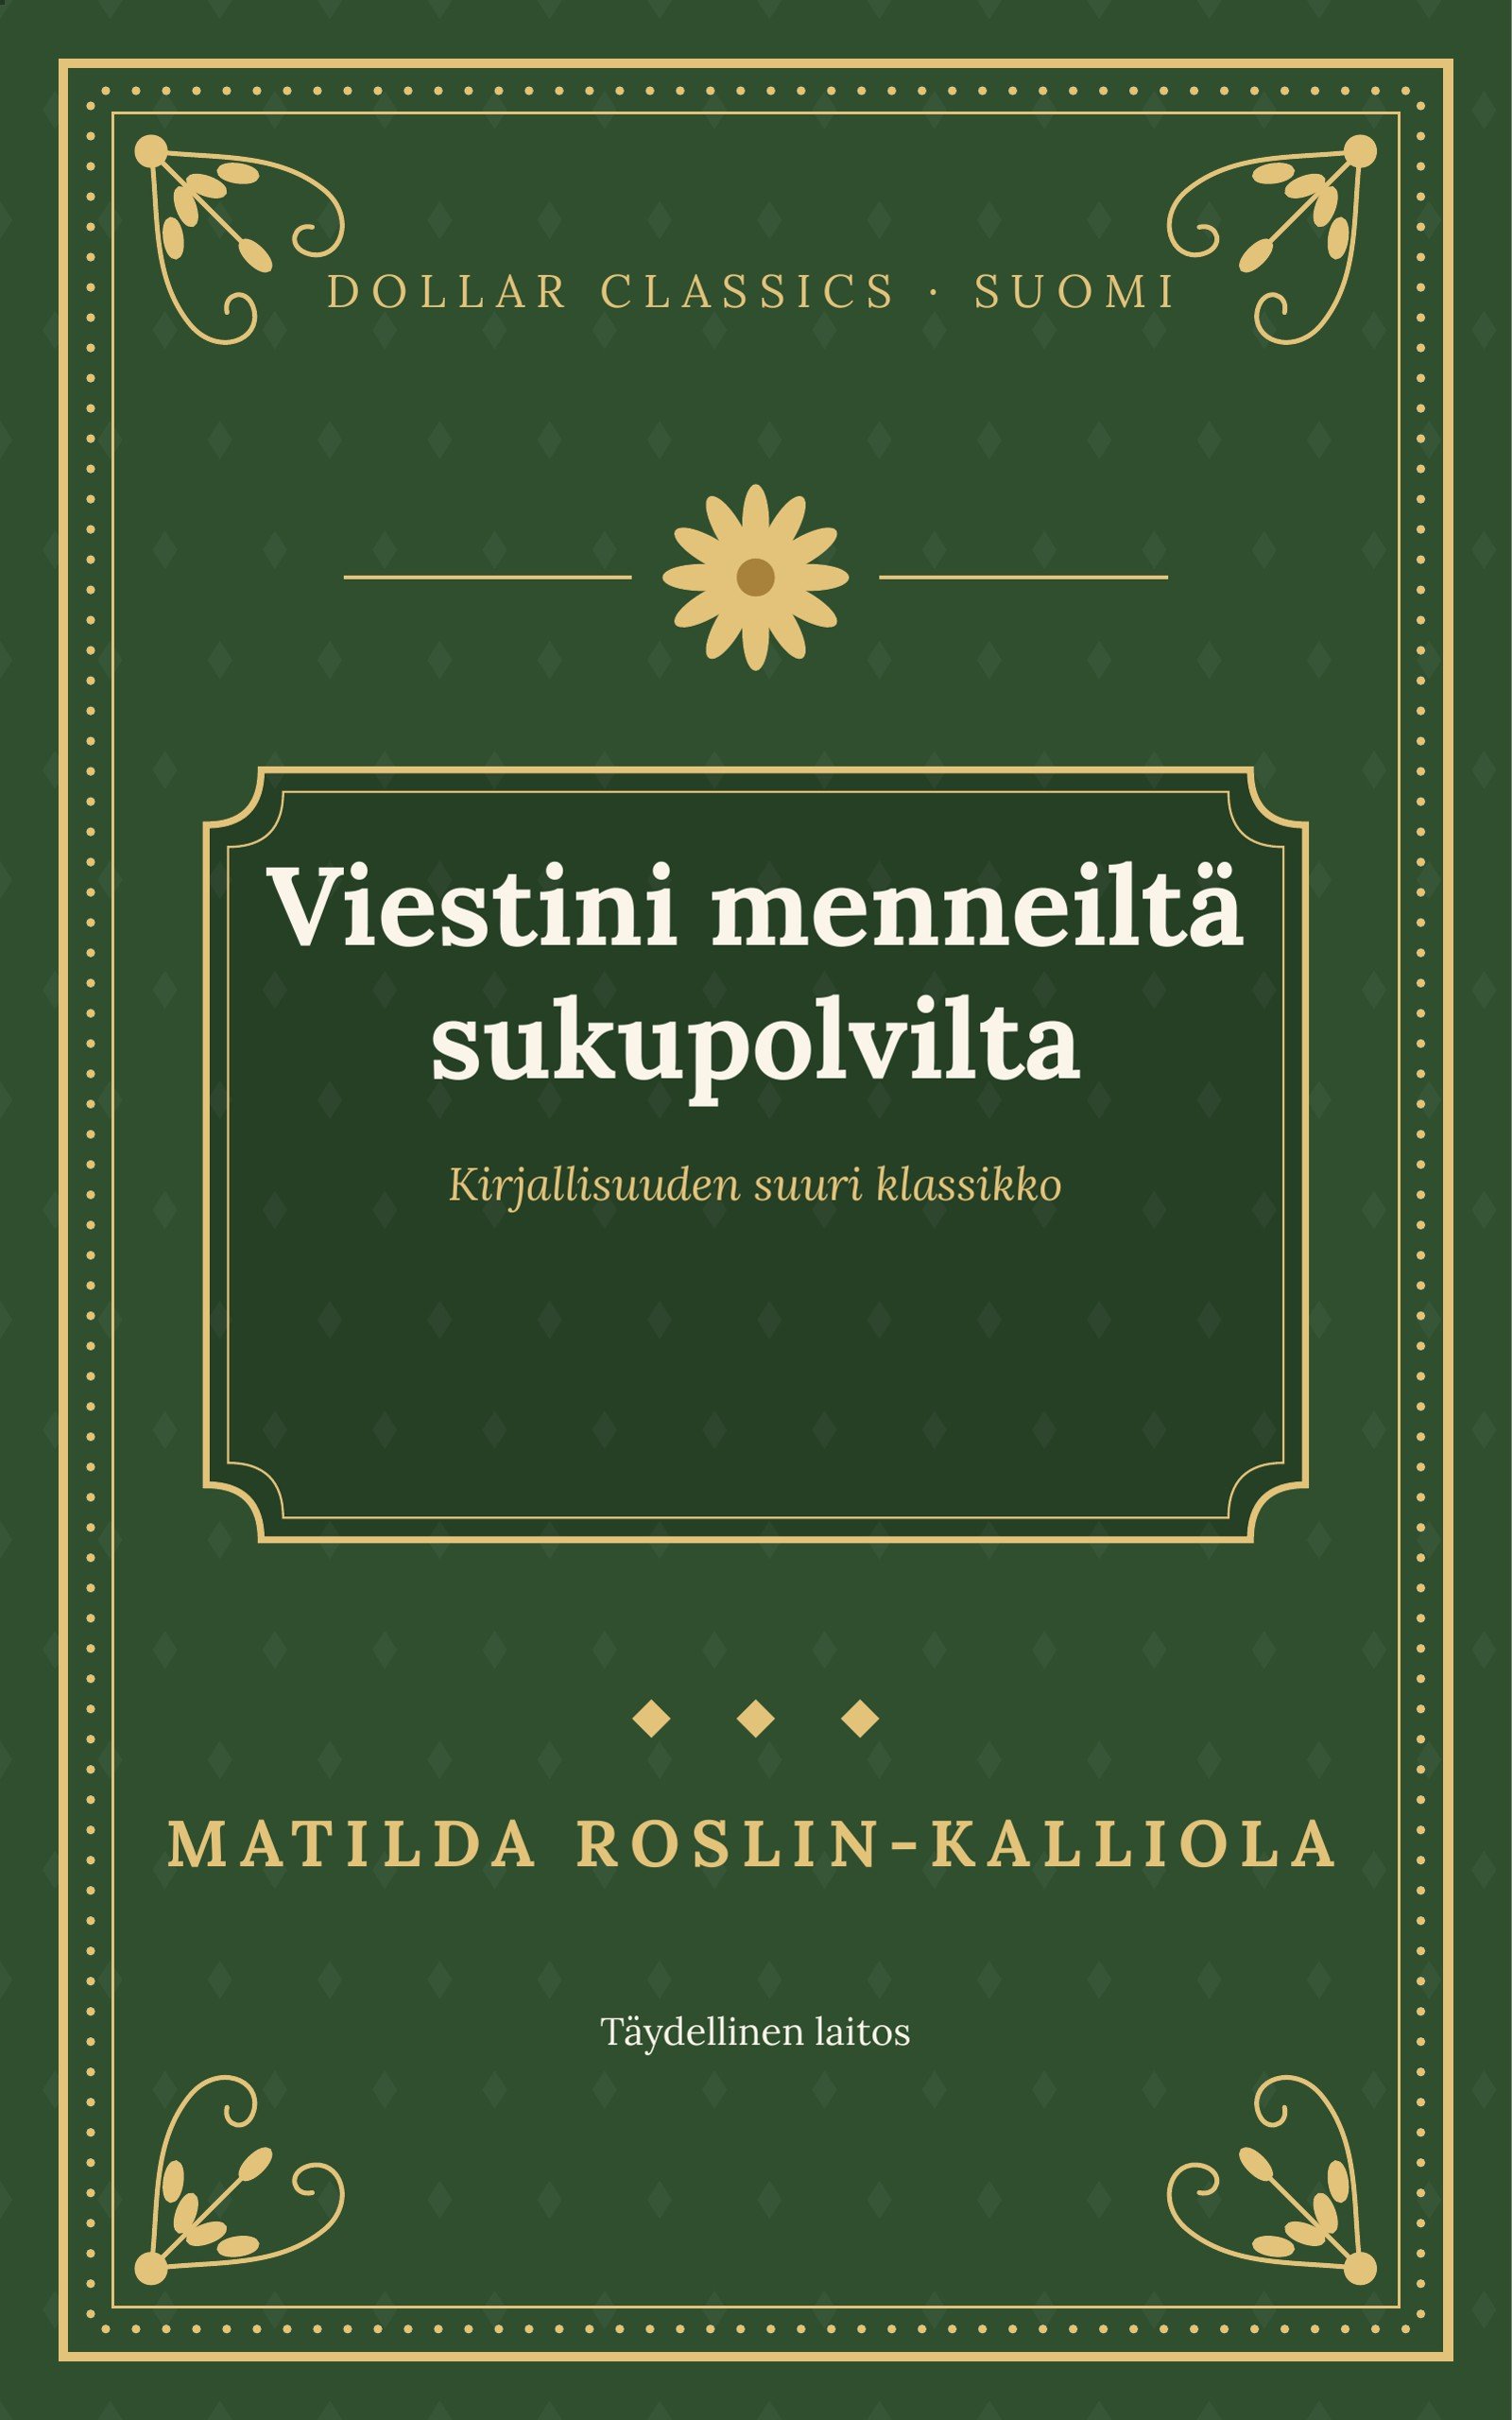 DOLLAR CLASSICS · SUOMI
Viestini menneiltä
sukupolvilta
Kirjallisuuden suuri klassikko
MATILDA ROSLIN-KALLIOLA
Täydellinen laitos